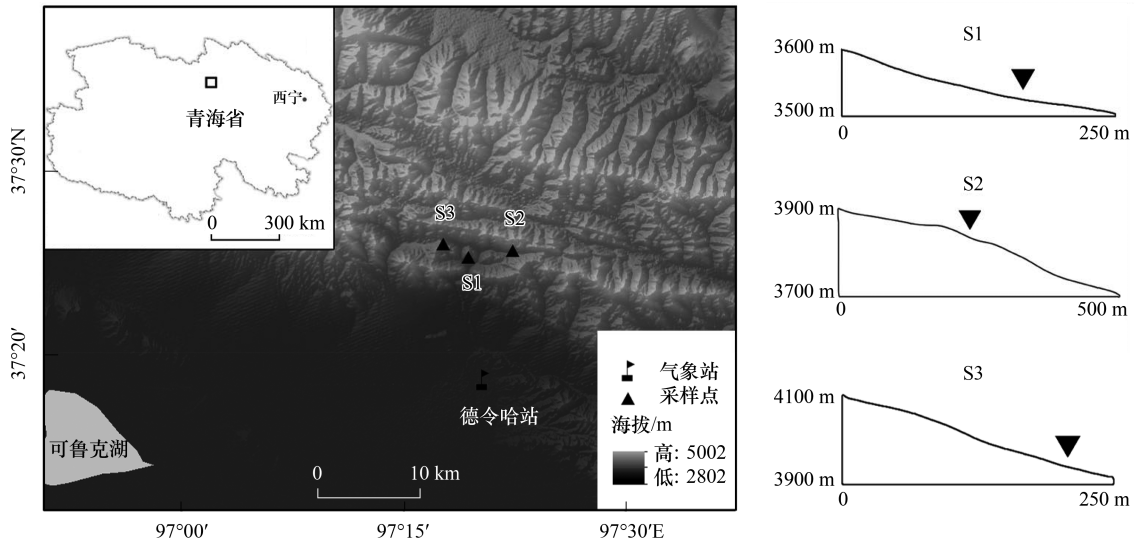 西宁
青海省
0 300 km
37°30′N
37°20′
S3
S2
S1
德令哈站
可鲁克湖
0 10 km
气象站
采样点
海拔/m
高: 5002
低: 2802
97°00′
97°15′
97°30′E
S1
3600 m
3500 m
0 250 m
S2
3900 m
3700 m
0 500 m
S3
4100 m
3900 m
0 250 m